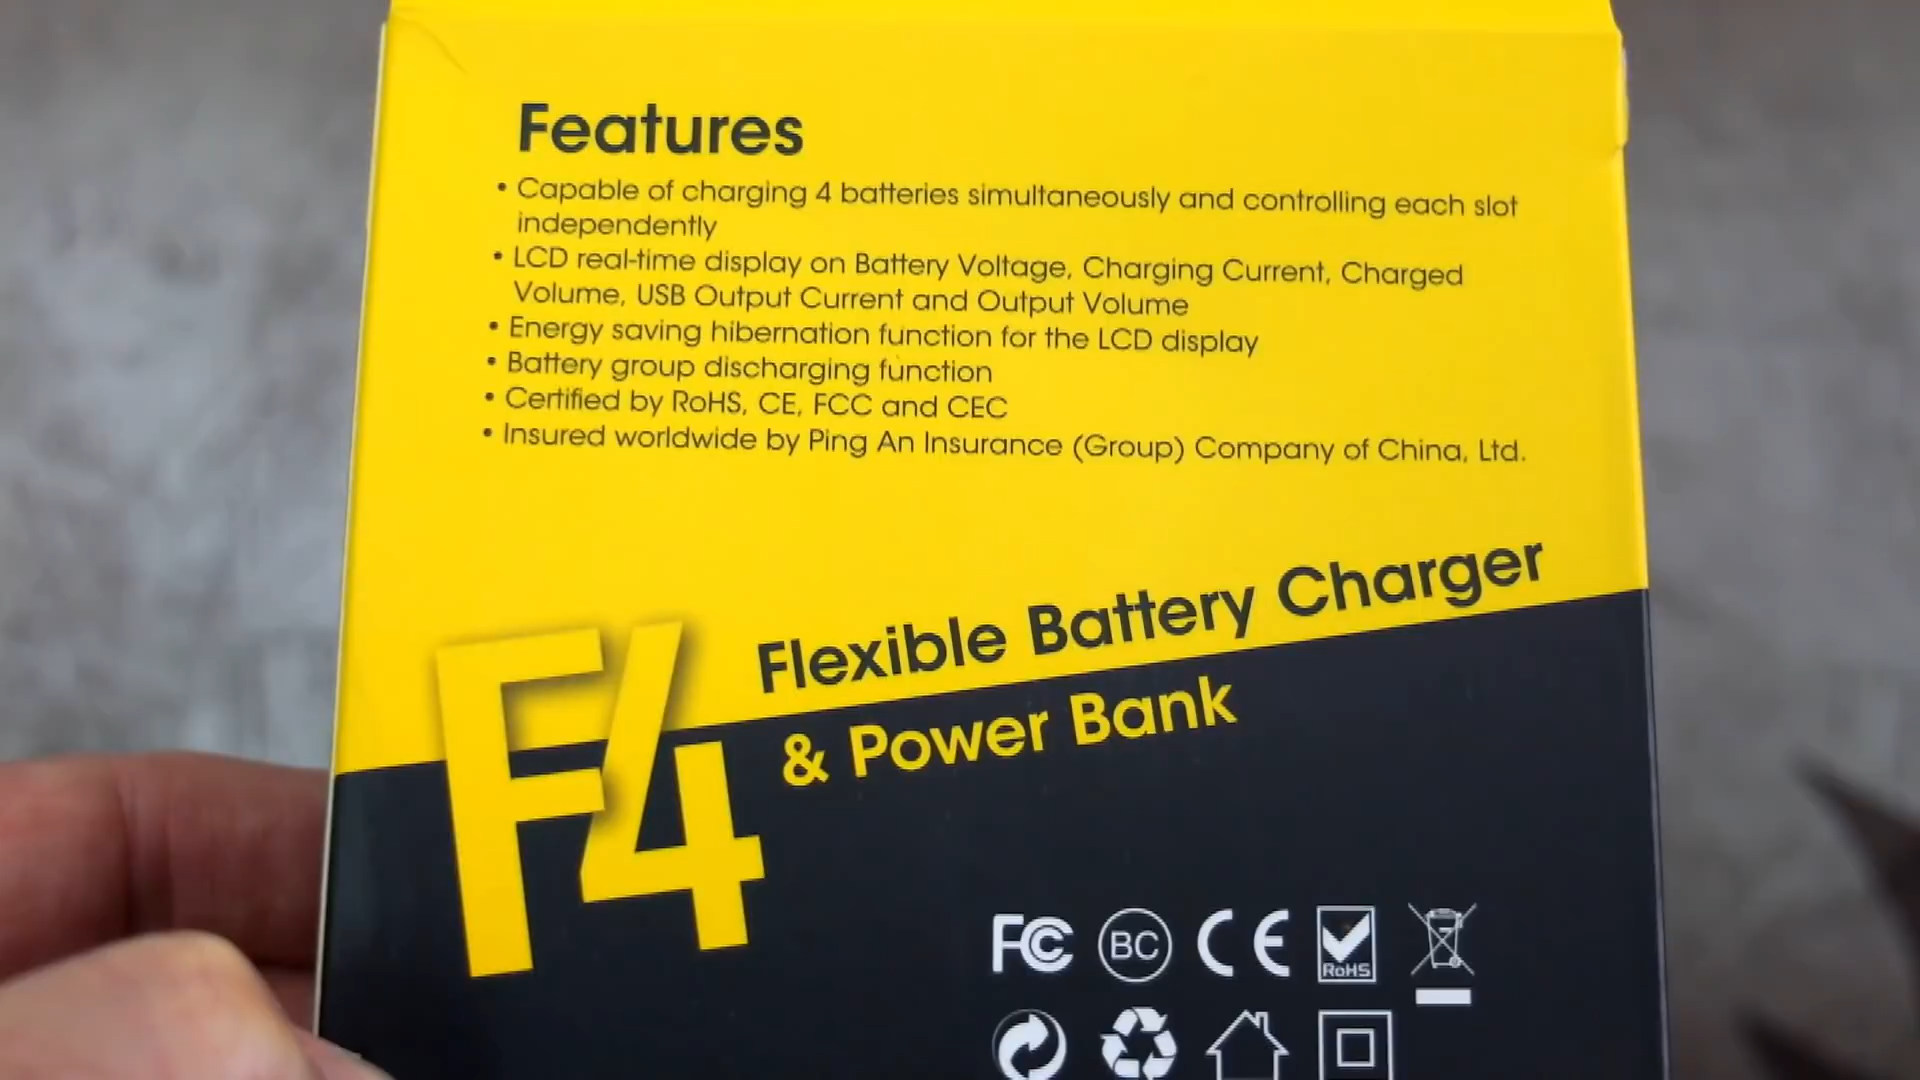 Features
• Capable of charging 4 batteries simultaneously and controlling each slot
independently
• LCD real-time display on Battery Voltage, Charging Current, Charged
Volume, USB Output Current and Output Volume
• Energy saving hibernation function for the LCD display
• Battery group discharging function
• Certified by RoHS, CE, FCC and CEC
• Insured worldwide by Ping An Insurance (Group) Company of China, Ltd.
F4 Flexible Battery Charger
& Power Bank
FC BC CE RoHS